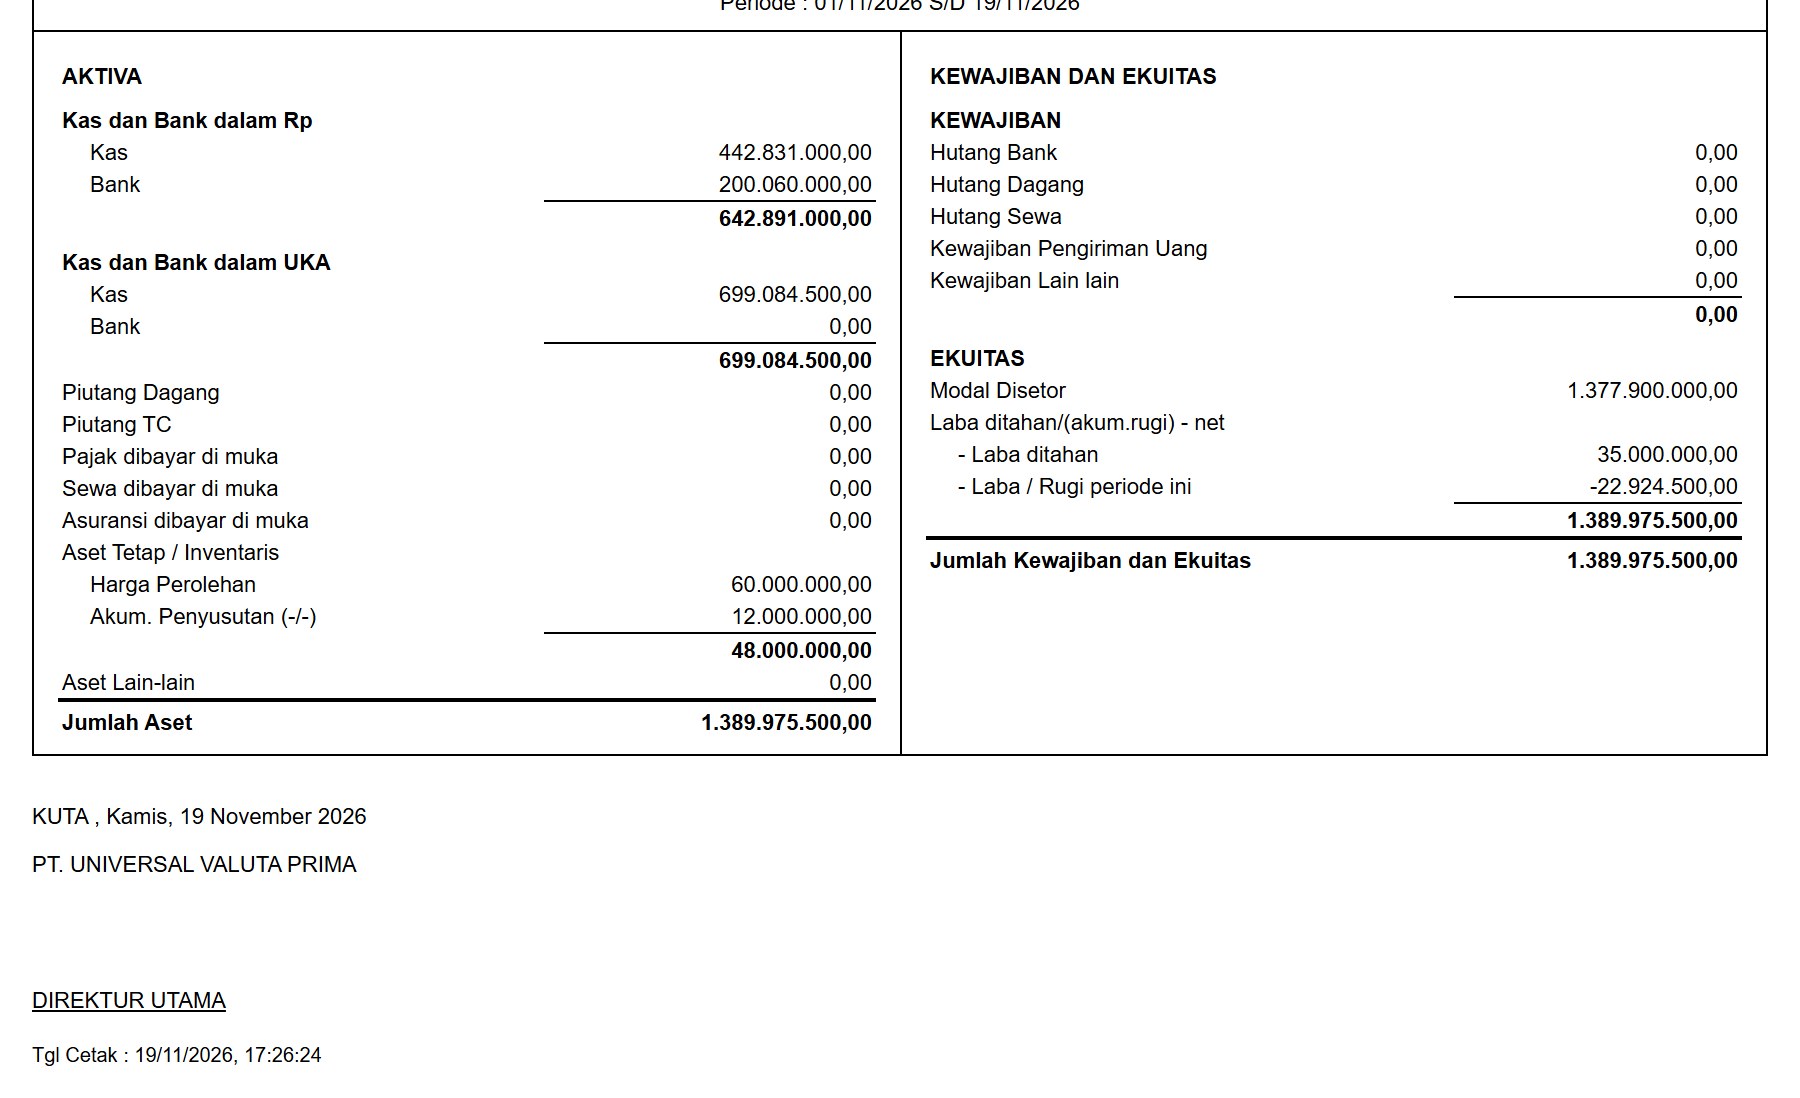 Periode : 01/11/2026 S/D 19/11/2026
AKTIVA
Kas dan Bank dalam Rp
Kas 442.831.000,00
Bank 200.060.000,00
642.891.000,00
Kas dan Bank dalam UKA
Kas 699.084.500,00
Bank 0,00
699.084.500,00
Piutang Dagang 0,00
Piutang TC 0,00
Pajak dibayar di muka 0,00
Sewa dibayar di muka 0,00
Asuransi dibayar di muka 0,00
Aset Tetap / Inventaris
Harga Perolehan 60.000.000,00
Akum. Penyusutan (-/-) 12.000.000,00
48.000.000,00
Aset Lain-lain 0,00
Jumlah Aset 1.389.975.500,00
KEWAJIBAN DAN EKUITAS
KEWAJIBAN
Hutang Bank 0,00
Hutang Dagang 0,00
Hutang Sewa 0,00
Kewajiban Pengiriman Uang 0,00
Kewajiban Lain lain 0,00
0,00
EKUITAS
Modal Disetor 1.377.900.000,00
Laba ditahan/(akum.rugi) - net
- Laba ditahan 35.000.000,00
- Laba / Rugi periode ini -22.924.500,00
1.389.975.500,00
Jumlah Kewajiban dan Ekuitas 1.389.975.500,00
KUTA , Kamis, 19 November 2026
PT. UNIVERSAL VALUTA PRIMA
DIREKTUR UTAMA
Tgl Cetak : 19/11/2026, 17:26:24